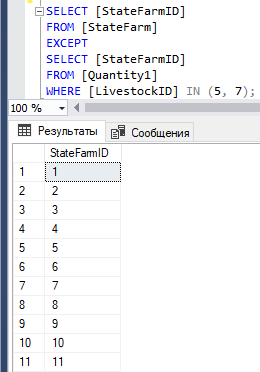 SELECT [StateFarmID]
FROM [StateFarm]
EXCEPT
SELECT [StateFarmID]
FROM [Quantity1]
WHERE [LivestockID] IN (5, 7);
100 %
Результаты Сообщения
StateFarmID
1 1
2 2
3 3
4 4
5 5
6 6
7 7
8 8
9 9
10 10
11 11